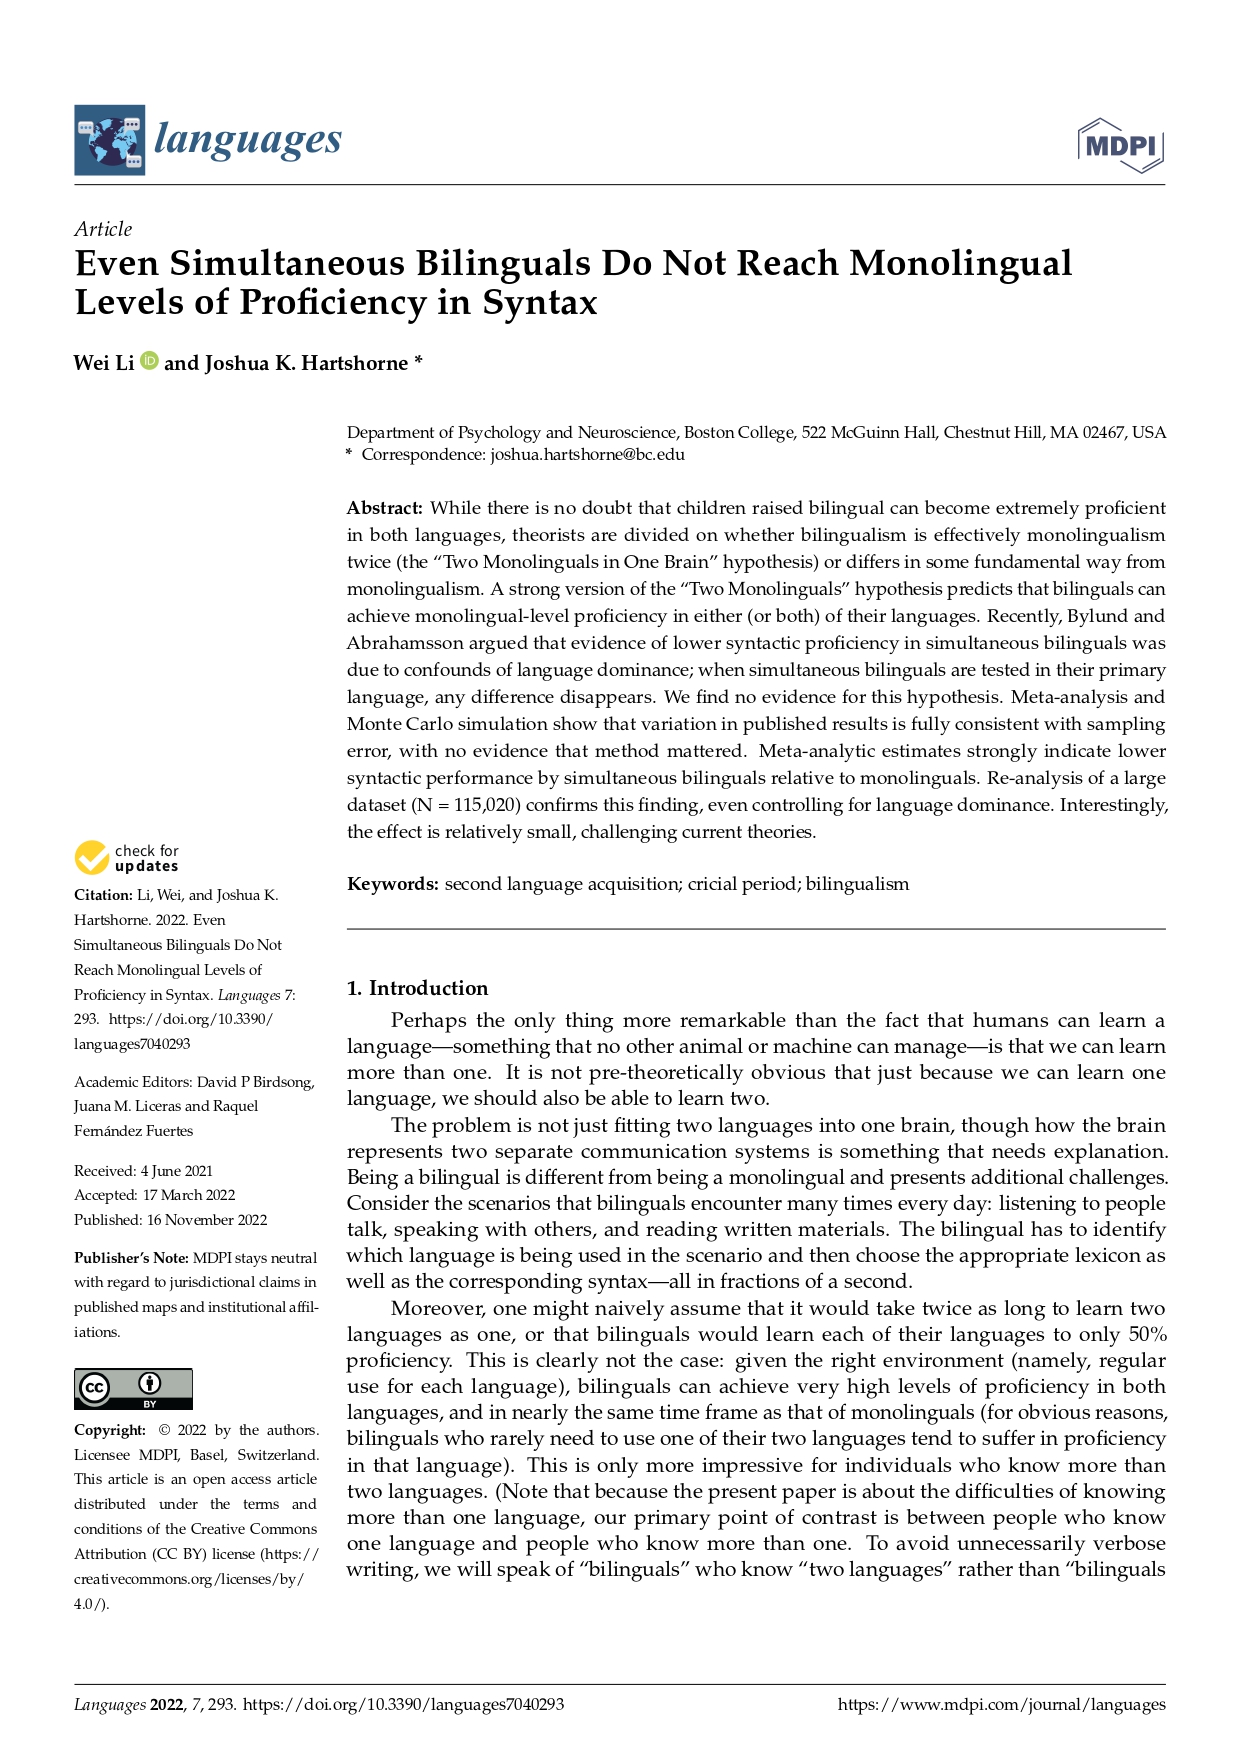 languages
MDPI
Article
Even Simultaneous Bilinguals Do Not Reach Monolingual
Levels of Proficiency in Syntax
Wei Li iD and Joshua K. Hartshorne *
Department of Psychology and Neuroscience, Boston College, 522 McGuinn Hall, Chestnut Hill, MA 02467, USA
* Correspondence: joshua.hartshorne@bc.edu
Abstract: While there is no doubt that children raised bilingual can become extremely proficient
in both languages, theorists are divided on whether bilingualism is effectively monolingualism
twice (the “Two Monolinguals in One Brain” hypothesis) or differs in some fundamental way from
monolingualism. A strong version of the “Two Monolinguals” hypothesis predicts that bilinguals can
achieve monolingual-level proficiency in either (or both) of their languages. Recently, Bylund and
Abrahamsson argued that evidence of lower syntactic proficiency in simultaneous bilinguals was
due to confounds of language dominance; when simultaneous bilinguals are tested in their primary
language, any difference disappears. We find no evidence for this hypothesis. Meta-analysis and
Monte Carlo simulation show that variation in published results is fully consistent with sampling
error, with no evidence that method mattered. Meta-analytic estimates strongly indicate lower
syntactic performance by simultaneous bilinguals relative to monolinguals. Re-analysis of a large
dataset (N = 115,020) confirms this finding, even controlling for language dominance. Interestingly,
the effect is relatively small, challenging current theories.
Keywords: second language acquisition; cricial period; bilingualism
check for
updates
Citation: Li, Wei, and Joshua K.
Hartshorne. 2022. Even
Simultaneous Bilinguals Do Not
Reach Monolingual Levels of
Proficiency in Syntax. Languages 7:
293. https://doi.org/10.3390/
languages7040293
Academic Editors: David P Birdsong,
Juana M. Liceras and Raquel
Fernández Fuertes
Received: 4 June 2021
Accepted: 17 March 2022
Published: 16 November 2022
Publisher’s Note: MDPI stays neutral
with regard to jurisdictional claims in
published maps and institutional affil-
iations.
cc BY
Copyright: © 2022 by the authors.
Licensee MDPI, Basel, Switzerland.
This article is an open access article
distributed under the terms and
conditions of the Creative Commons
Attribution (CC BY) license (https://
creativecommons.org/licenses/by/
4.0/).
1. Introduction
Perhaps the only thing more remarkable than the fact that humans can learn a
language—something that no other animal or machine can manage—is that we can learn
more than one. It is not pre-theoretically obvious that just because we can learn one
language, we should also be able to learn two.
The problem is not just fitting two languages into one brain, though how the brain
represents two separate communication systems is something that needs explanation.
Being a bilingual is different from being a monolingual and presents additional challenges.
Consider the scenarios that bilinguals encounter many times every day: listening to people
talk, speaking with others, and reading written materials. The bilingual has to identify
which language is being used in the scenario and then choose the appropriate lexicon as
well as the corresponding syntax—all in fractions of a second.
Moreover, one might naively assume that it would take twice as long to learn two
languages as one, or that bilinguals would learn each of their languages to only 50%
proficiency. This is clearly not the case: given the right environment (namely, regular
use for each language), bilinguals can achieve very high levels of proficiency in both
languages, and in nearly the same time frame as that of monolinguals (for obvious reasons,
bilinguals who rarely need to use one of their two languages tend to suffer in proficiency
in that language). This is only more impressive for individuals who know more than
two languages. (Note that because the present paper is about the difficulties of knowing
more than one language, our primary point of contrast is between people who know
one language and people who know more than one. To avoid unnecessarily verbose
writing, we will speak of “bilinguals” who know “two languages” rather than “bilinguals
Languages 2022, 7, 293. https://doi.org/10.3390/languages7040293
https://www.mdpi.com/journal/languages